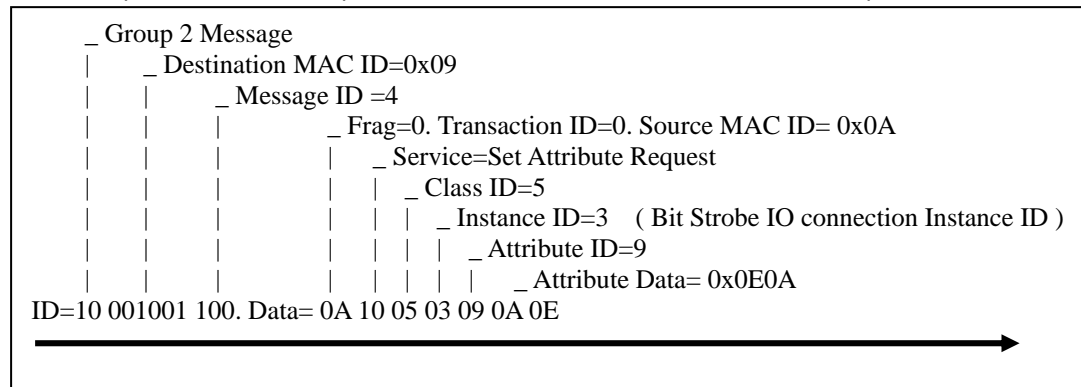 _ Group 2 Message
| _ Destination MAC ID=0x09
| | _ Message ID =4
| | | _ Frag=0. Transaction ID=0. Source MAC ID= 0x0A
| | | | _ Service=Set Attribute Request
| | | | | _ Class ID=5
| | | | | | _ Instance ID=3 ( Bit Strobe IO connection Instance ID )
| | | | | | | _ Attribute ID=9
| | | | | | | | _ Attribute Data= 0x0E0A
ID=10 001001 100. Data= 0A 10 05 03 09 0A 0E